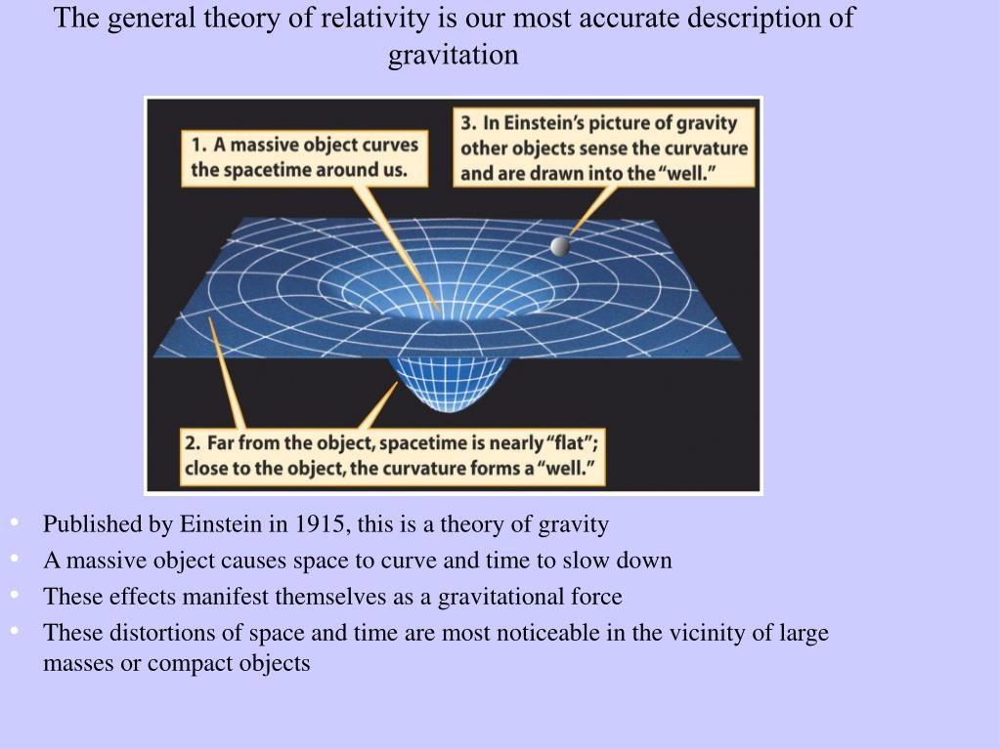 The general theory of relativity is our most accurate description of
gravitation
1. A massive object curves
the spacetime around us.
3. In Einstein's picture of gravity
other objects sense the curvature
and are drawn into the “well.”
2. Far from the object, spacetime is nearly “flat”;
close to the object, the curvature forms a “well.”
• Published by Einstein in 1915, this is a theory of gravity
• A massive object causes space to curve and time to slow down
• These effects manifest themselves as a gravitational force
• These distortions of space and time are most noticeable in the vicinity of large
masses or compact objects